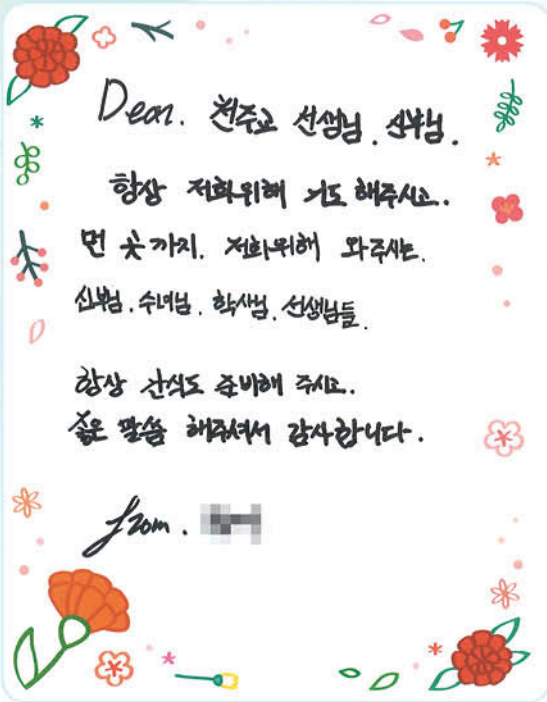 Dear. 천주교 선생님. 신부님.
항상 저희위해 기도 해주시고.
먼 곳 까지. 저희위해 와주시는.
신부님. 수녀님. 학사님. 선생님들.
항상 간식도 준비해 주시고.
좋은 말씀 해주셔서 감사합니다.
from.